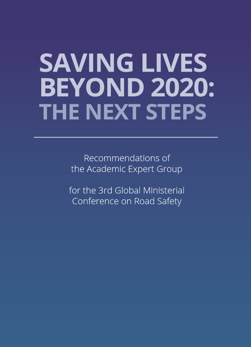 SAVING LIVES
BEYOND 2020:
THE NEXT STEPS
Recommendations of
the Academic Expert Group
for the 3rd Global Ministerial
Conference on Road Safety